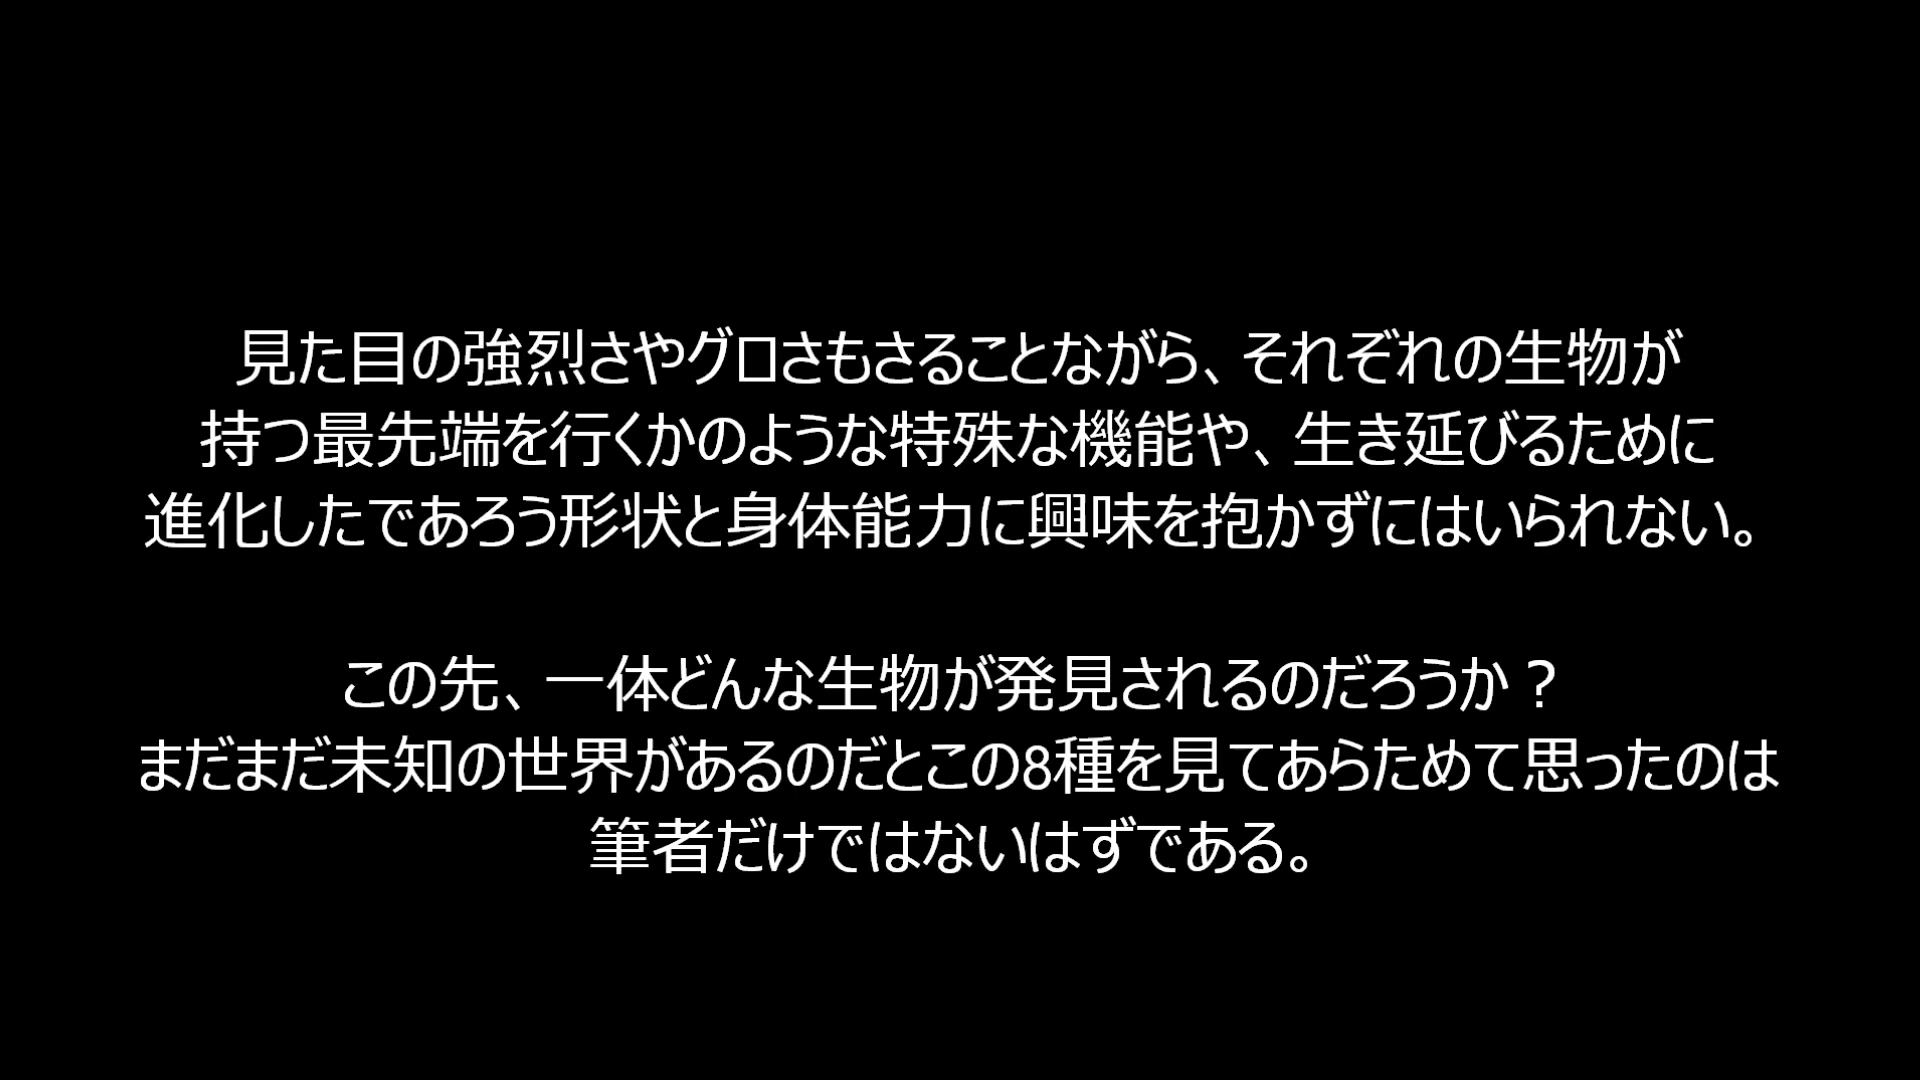 見た目の強烈さやグロさもさることながら、それぞれの生物が
持つ最先端を行くかのような特殊な機能や、生き延びるために
進化したであろう形状と身体能力に興味を抱かずにはいられない。
この先、一体どんな生物が発見されるのだろうか？
まだまだ未知の世界があるのだとこの8種を見てあらためて思ったのは
筆者だけではないはずである。